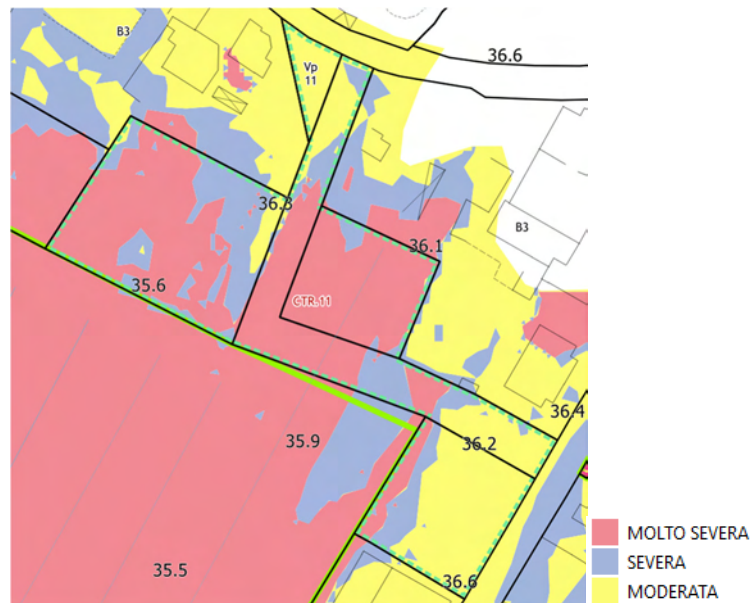 B3
Vp
11
36.6
36.3
36.1
B3
35.6
CTR.11
36.4
35.9
36.2
35.5
36.6
MOLTO SEVERA
SEVERA
MODERATA